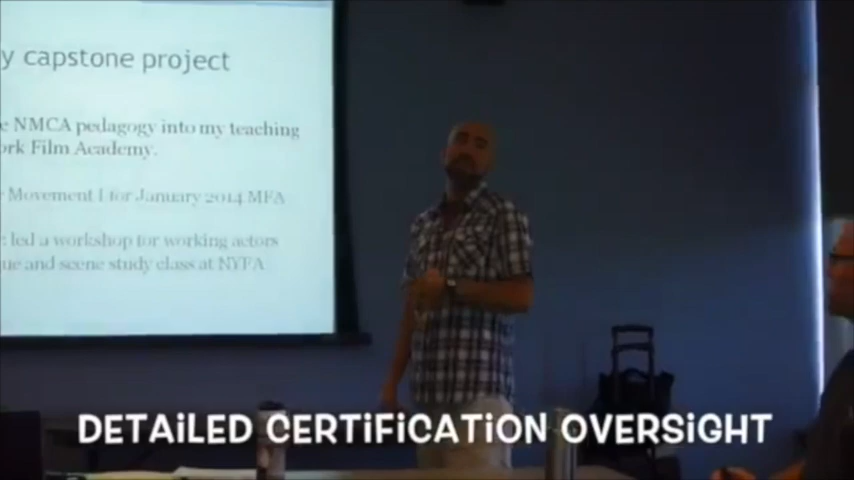 y capstone project
e NMCA pedagogy into my teaching
ork Film Academy.
Movement I for January 2014 MFA
led a workshop for working actors
ue and scene study class at NYFA
DETAILED CERTIFICATION OVERSIGHT